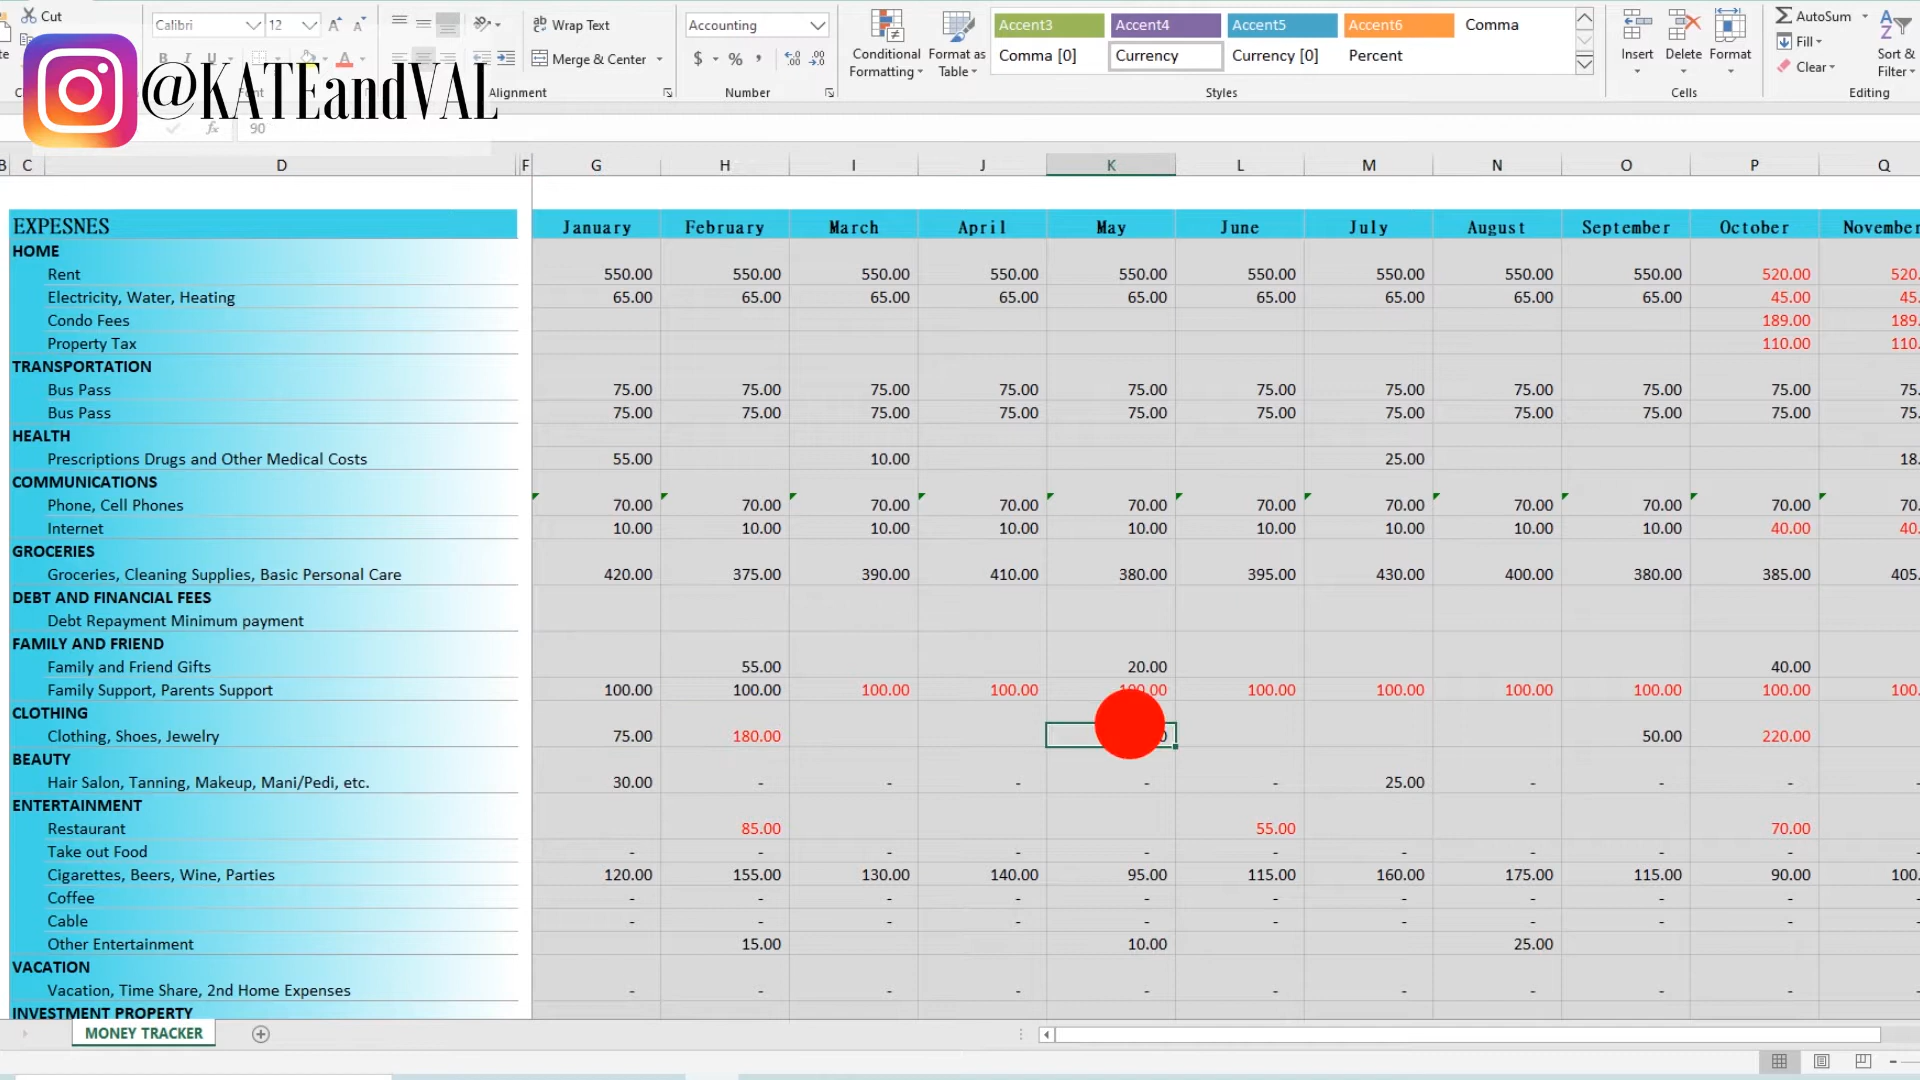 Cut
Calibri 12 Wrap Text Accounting Accent3 Accent4 Accent5 Accent6 Comma AutoSum
B I U Merge & Center $ % , Conditional Formatting Format as Table Comma [0] Currency Currency [0] Percent Insert Delete Format Fill Sort & Filter
Clear
Font Alignment Number Styles Cells Editing
@KATEandVAL
fx 90
B C D F G H I J K L M N O P Q
EXPESNES January February March April May June July August September October November
HOME
Rent 550.00 550.00 550.00 550.00 550.00 550.00 550.00 550.00 550.00 520.00 520.
Electricity, Water, Heating 65.00 65.00 65.00 65.00 65.00 65.00 65.00 65.00 65.00 45.00 45.
Condo Fees 189.00 189.
Property Tax 110.00 110.
TRANSPORTATION
Bus Pass 75.00 75.00 75.00 75.00 75.00 75.00 75.00 75.00 75.00 75.00 75.
Bus Pass 75.00 75.00 75.00 75.00 75.00 75.00 75.00 75.00 75.00 75.00 75.
HEALTH
Prescriptions Drugs and Other Medical Costs 55.00 10.00 25.00 18.
COMMUNICATIONS
Phone, Cell Phones 70.00 70.00 70.00 70.00 70.00 70.00 70.00 70.00 70.00 70.00 70.
Internet 10.00 10.00 10.00 10.00 10.00 10.00 10.00 10.00 10.00 40.00 40.
GROCERIES
Groceries, Cleaning Supplies, Basic Personal Care 420.00 375.00 390.00 410.00 380.00 395.00 430.00 400.00 380.00 385.00 405.
DEBT AND FINANCIAL FEES
Debt Repayment Minimum payment
FAMILY AND FRIEND
Family and Friend Gifts 55.00 20.00 40.00
Family Support, Parents Support 100.00 100.00 100.00 100.00 100.00 100.00 100.00 100.00 100.00 100.00 100.
CLOTHING
Clothing, Shoes, Jewelry 75.00 180.00 50.00 220.00
BEAUTY
Hair Salon, Tanning, Makeup, Mani/Pedi, etc. 30.00 - - - - - 25.00 - - - -
ENTERTAINMENT
Restaurant 85.00 55.00 70.00
Take out Food - - - - - - - - - - -
Cigarettes, Beers, Wine, Parties 120.00 155.00 130.00 140.00 95.00 115.00 160.00 175.00 115.00 90.00 100.
Coffee - - - - - - - - - - -
Cable - - - - - - - - - - -
Other Entertainment 15.00 10.00 25.00
VACATION
Vacation, Time Share, 2nd Home Expenses - - - - - - - - - - -
INVESTMENT PROPERTY
MONEY TRACKER